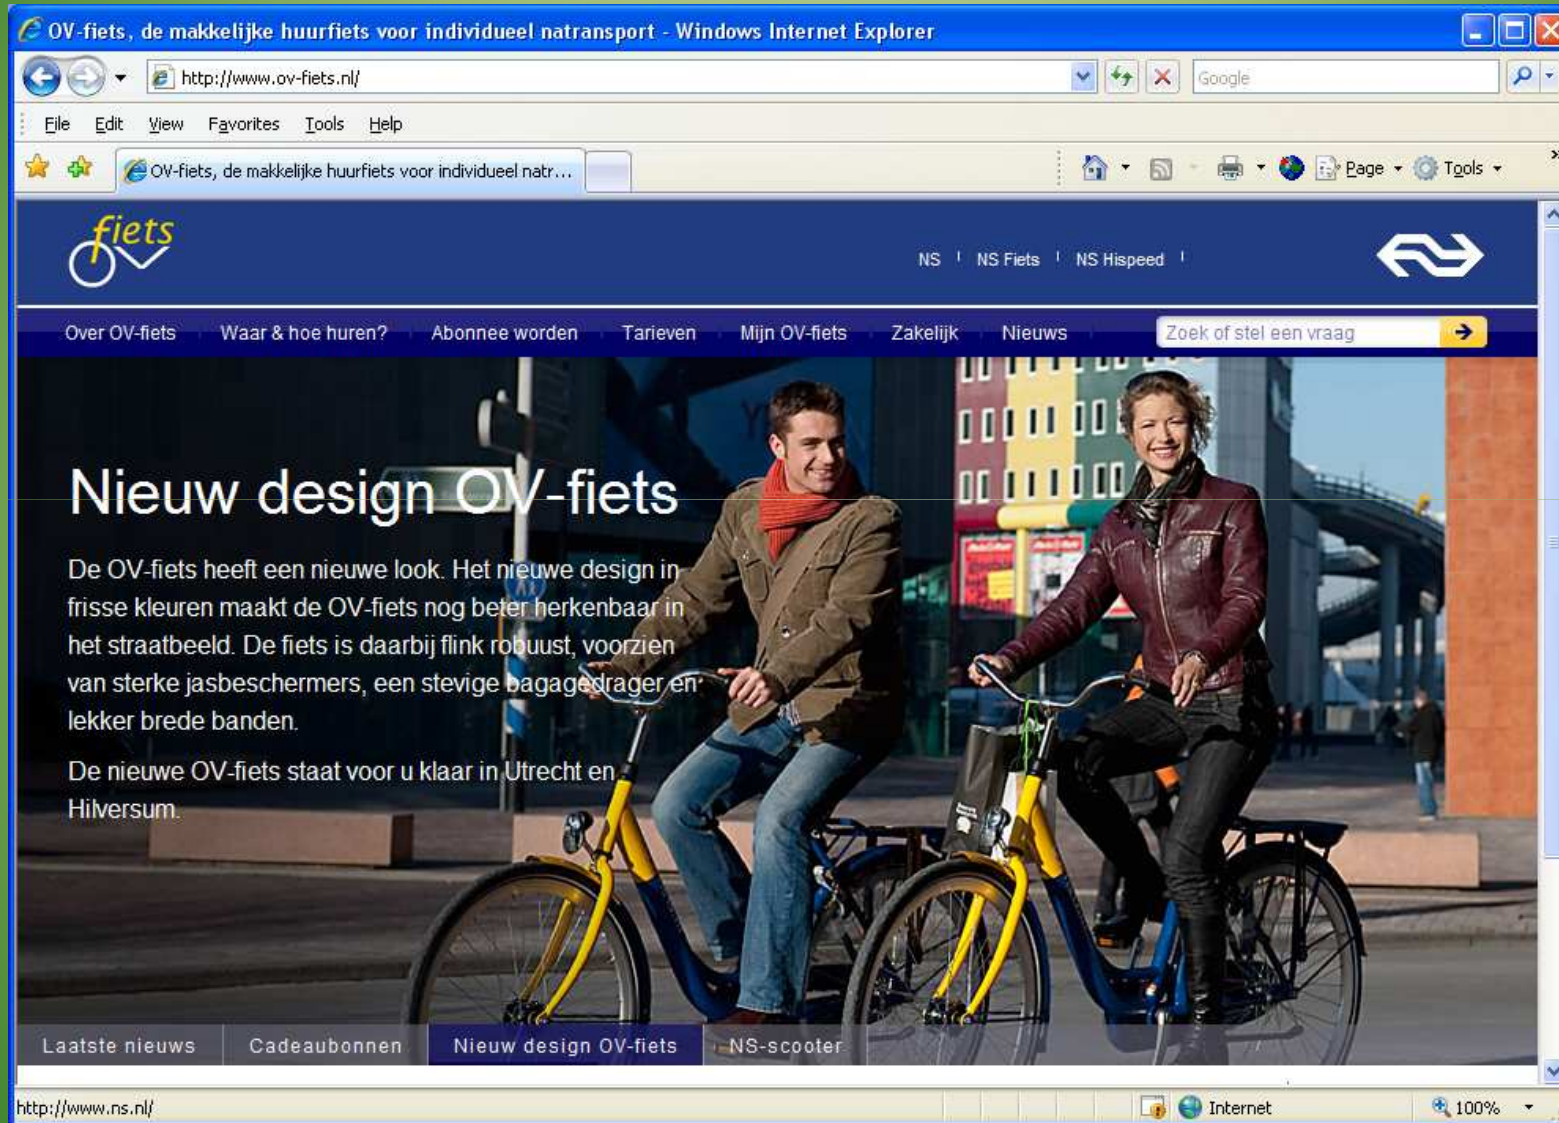 OV-fiets, de makkelijke huurfiets voor individueel natransport - Windows Internet Explorer
http://www.ov-fiets.nl/
Google
File Edit View Favorites Tools Help
OV-fiets, de makkelijke huurfiets voor individueel natr...
Page Tools
fiets
NS NS Fiets NS Hispeed
Over OV-fiets Waar & hoe huren? Abonnee worden Tarieven Mijn OV-fiets Zakelijk Nieuws Zoek of stel een vraag
Nieuw design OV-fiets
De OV-fiets heeft een nieuwe look. Het nieuwe design in
frisse kleuren maakt de OV-fiets nog beter herkenbaar in
het straatbeeld. De fiets is daarbij flink robuust, voorzien
van sterke jasbeschermers, een stevige bagagedrager en
lekker brede banden.
De nieuwe OV-fiets staat voor u klaar in Utrecht en
Hilversum.
Laatste nieuws Cadeaubonnen Nieuw design OV-fiets NS-scooter
http://www.ns.nl/
Internet
100%